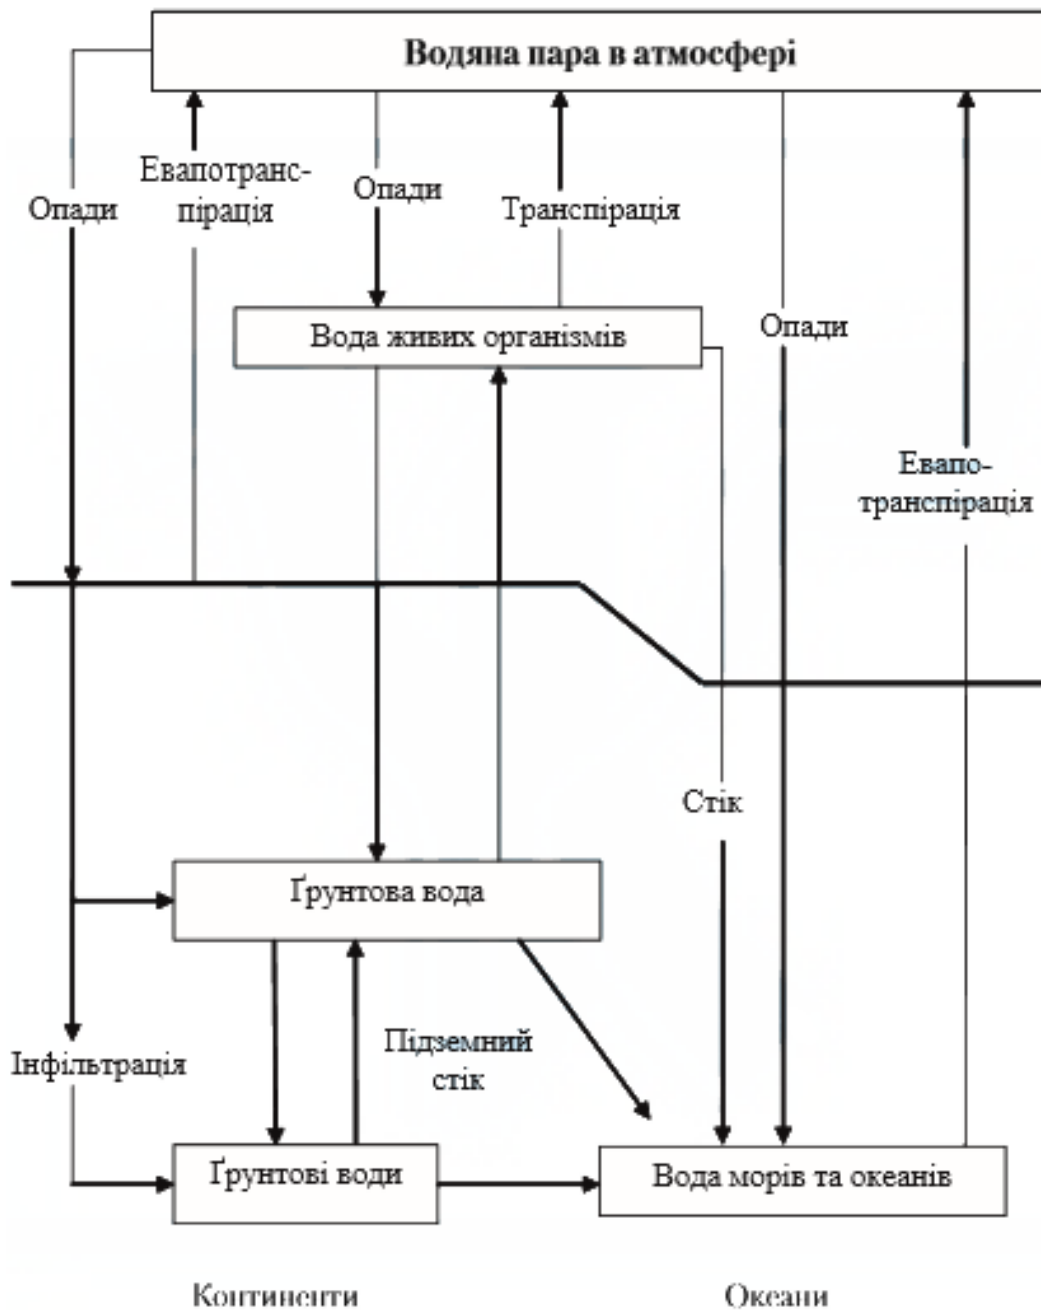 Водяна пара в атмосфері
Опади
Евапотранс-
пірація
Опади
Транспірація
Вода живих організмів
Опади
Евапо-
транспірація
Стік
Ґрунтова вода
Інфільтрація
Підземний
стік
Ґрунтові води
Вода морів та океанів
Континенти
Океани